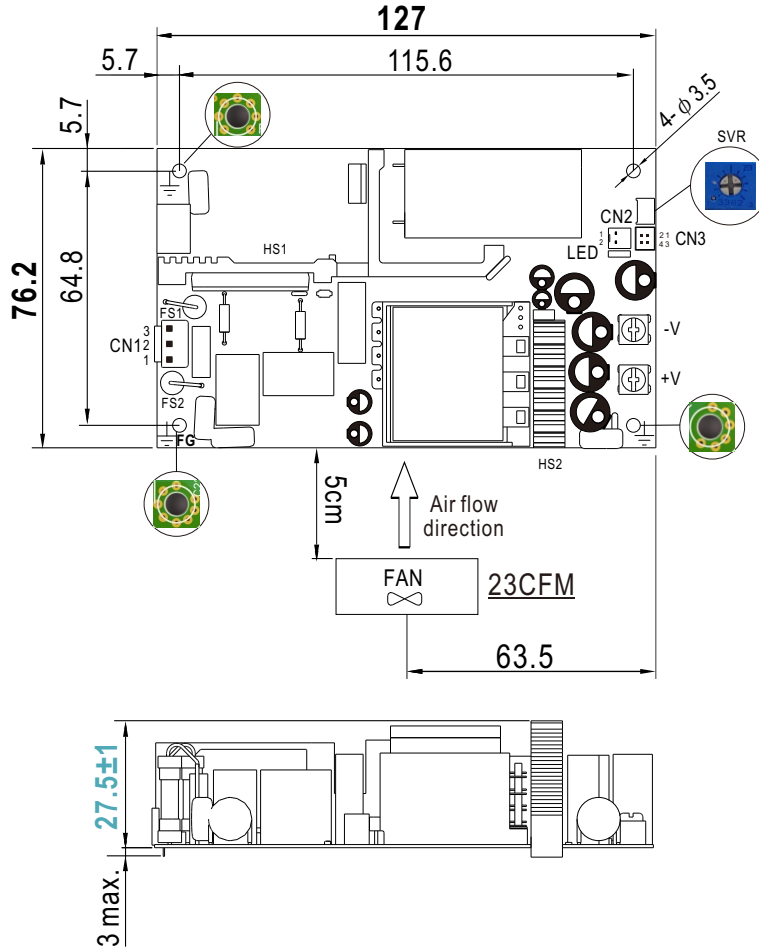 127
5.7
115.6
5.7
4- ϕ 3.5
SVR
CN2
1
2
2 1
4 3
CN3
LED
HS1
76.2
64.8
FS1
3
CN1 2
1
FS2
FG
-V
+V
HS2
5cm
Air flow
direction
FAN
23CFM
63.5
27.5±1
3 max.